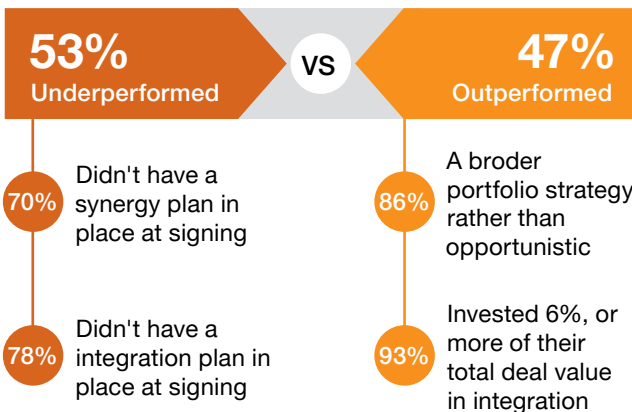 53%
Underperformed
VS
47%
Outperformed
70%
Didn't have a
synergy plan in
place at signing
86%
A broder
portfolio strategy
rather than
opportunistic
78%
Didn't have a
integration plan in
place at signing
93%
Invested 6%, or
more of their
total deal value
in integration